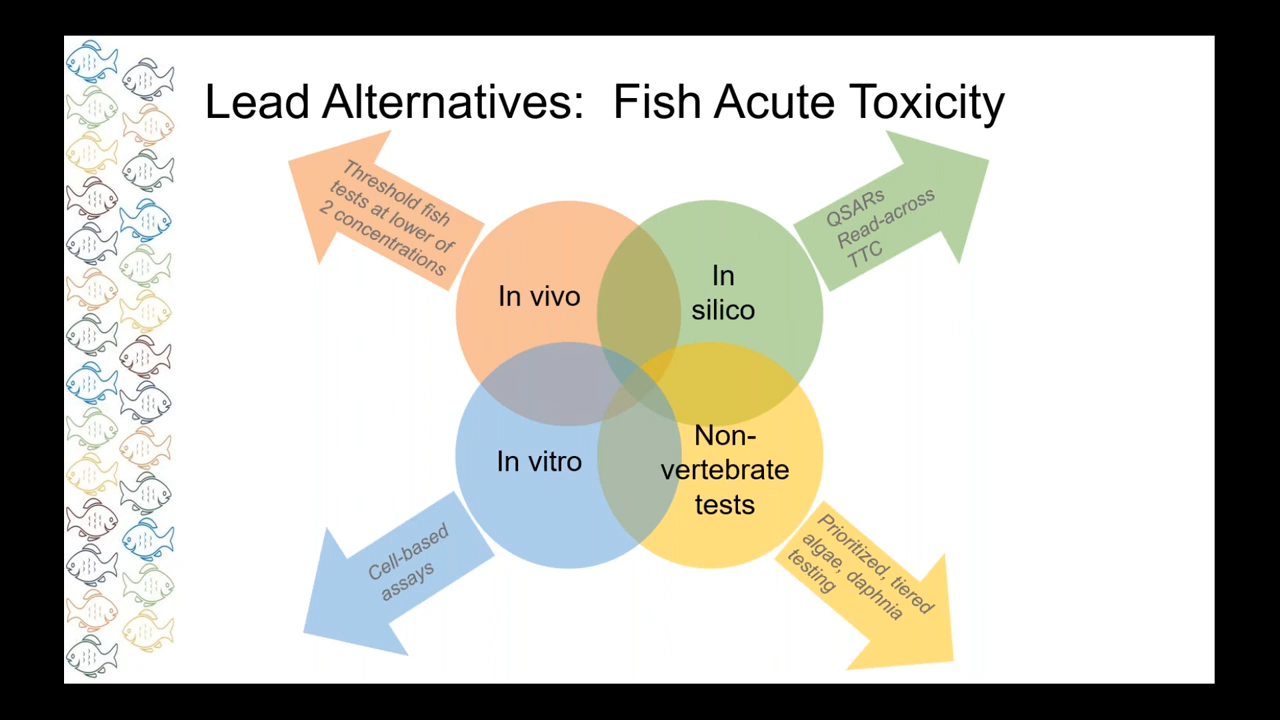 Lead Alternatives: Fish Acute Toxicity
Threshold fish
tests at lower of
2 concentrations
QSARs
Read-across
TTC
In vivo
In
silico
In vitro
Non-
vertebrate
tests
Cell-based
assays
Prioritized, tiered
algae, daphnia
testing